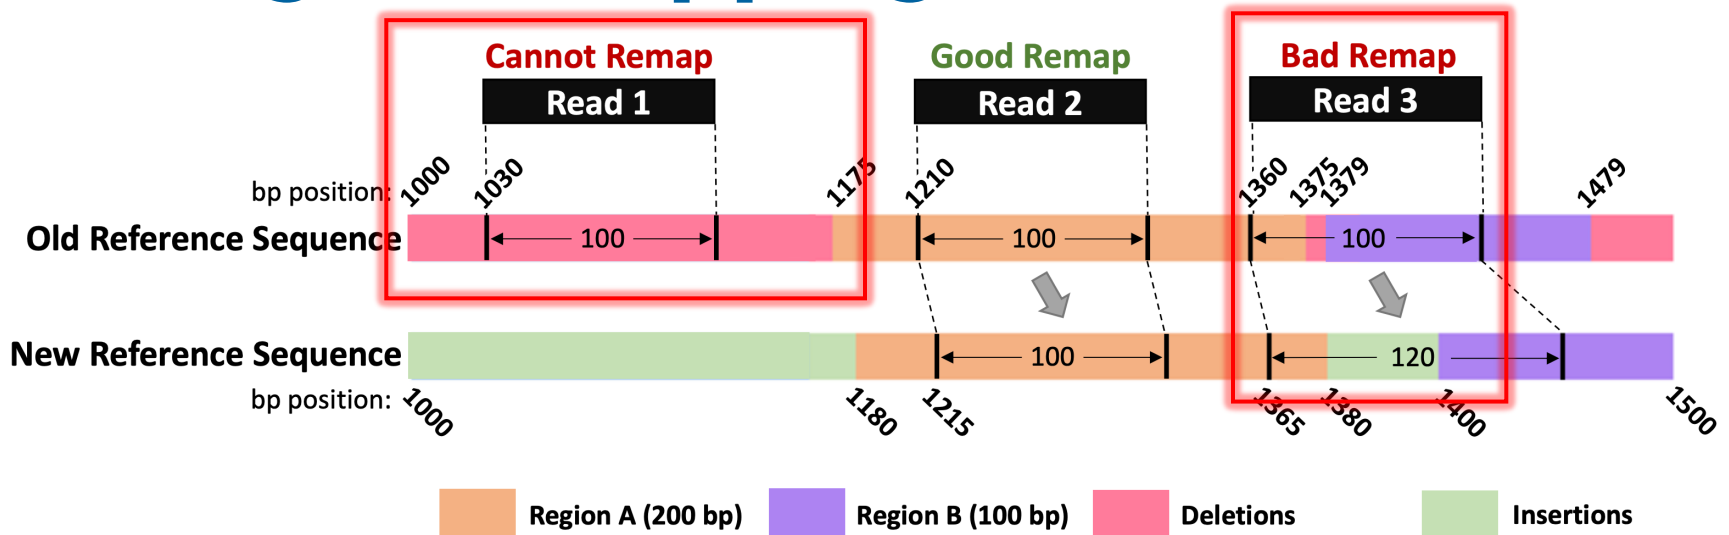 Cannot Remap
Good Remap
Bad Remap
Read 1
Read 2
Read 3
bp position: 1000 1030 1175 1210 1360 1375 1379 1479
Old Reference Sequence 100 100 100
New Reference Sequence 100 120
bp position: 1000 1180 1215 1365 1380 1400 1500
Region A (200 bp)
Region B (100 bp)
Deletions
Insertions